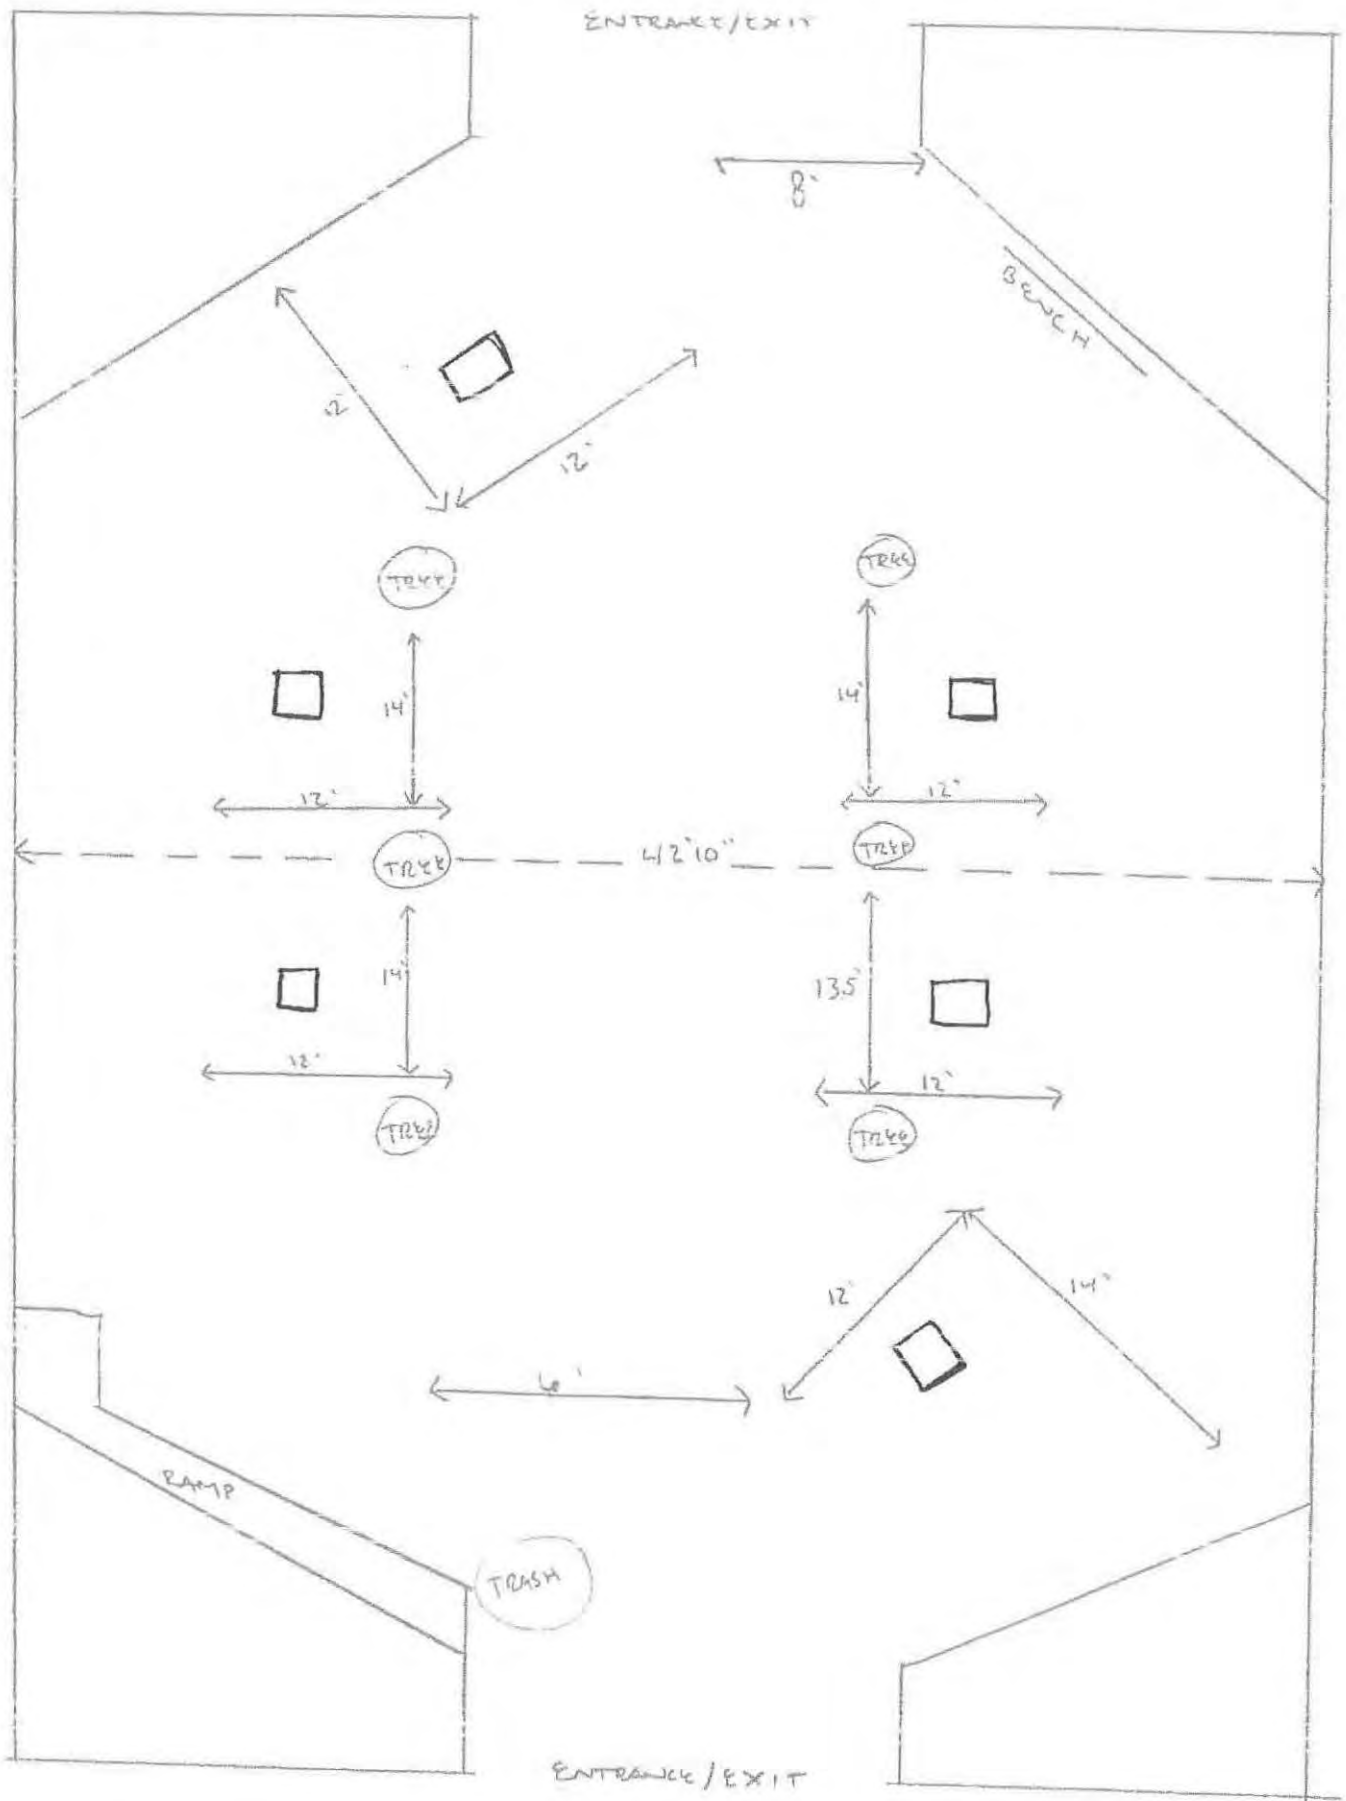 ENTRANCE/EXIT
8'
BENCH
12'
12'
TREE
TREE
14'
14'
12'
12'
TREE
42'10"
TREE
14'
13.5'
12'
12'
TREE
TREE
12'
14'
6'
RAMP
TRASH
ENTRANCE/EXIT